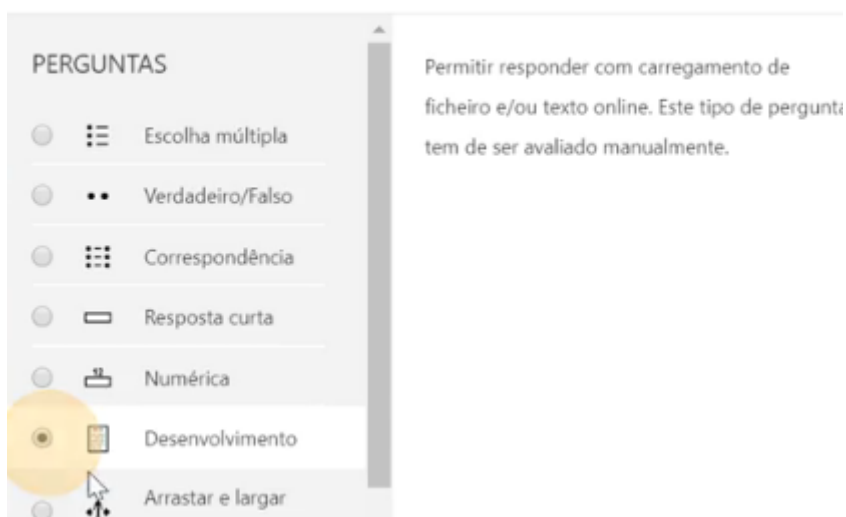 PERGUNTAS
Escolha múltipla
Verdadeiro/Falso
Correspondência
Resposta curta
12
Numérica
Desenvolvimento
Arrastar e largar
Permitir responder com carregamento de
ficheiro e/ou texto online. Este tipo de pergunta
tem de ser avaliado manualmente.